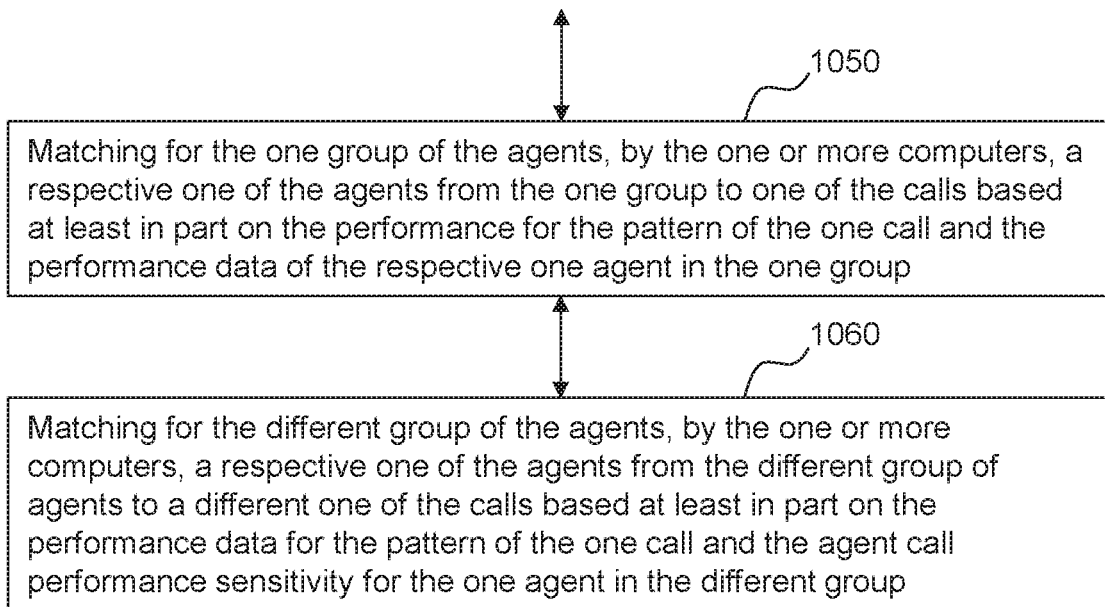 1050
Matching for the one group of the agents, by the one or more computers, a
respective one of the agents from the one group to one of the calls based
at least in part on the performance for the pattern of the one call and the
performance data of the respective one agent in the one group
1060
Matching for the different group of the agents, by the one or more
computers, a respective one of the agents from the different group of
agents to a different one of the calls based at least in part on the
performance data for the pattern of the one call and the agent call
performance sensitivity for the one agent in the different group